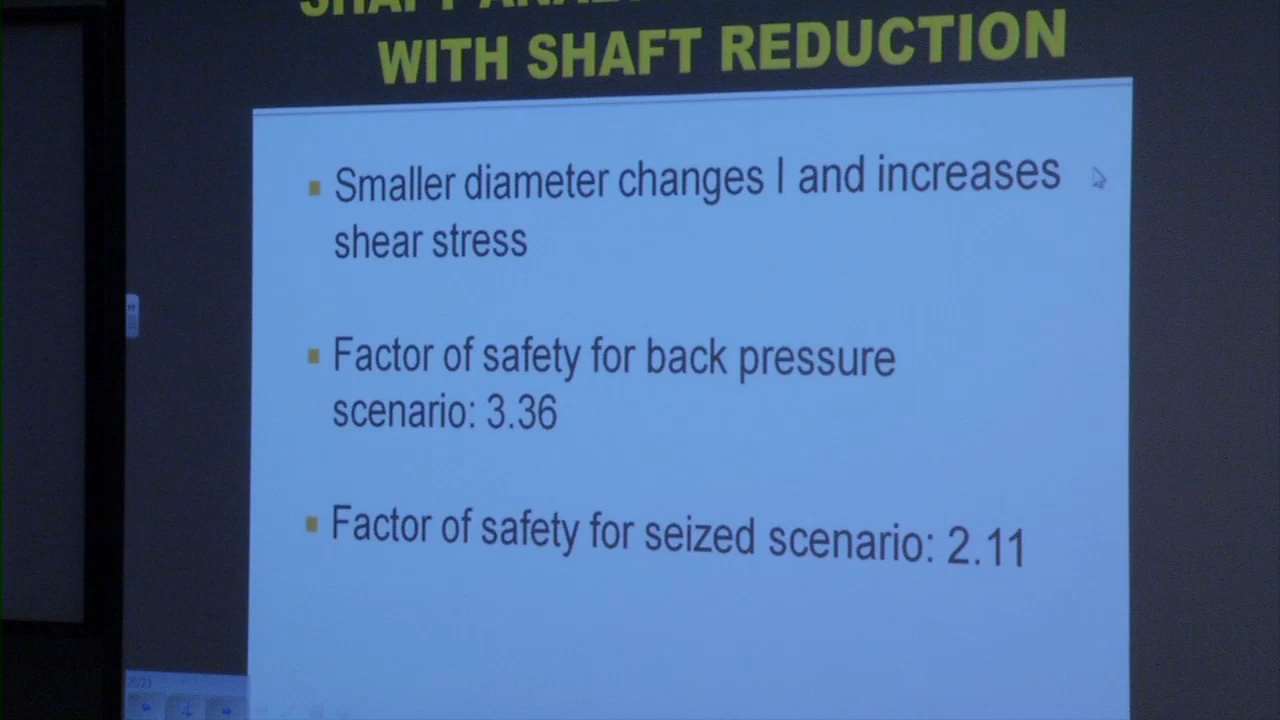 SHAFT
WITH SHAFT REDUCTION
Smaller diameter changes I and increases
shear stress
Factor of safety for back pressure
scenario: 3.36
Factor of safety for seized scenario: 2.11